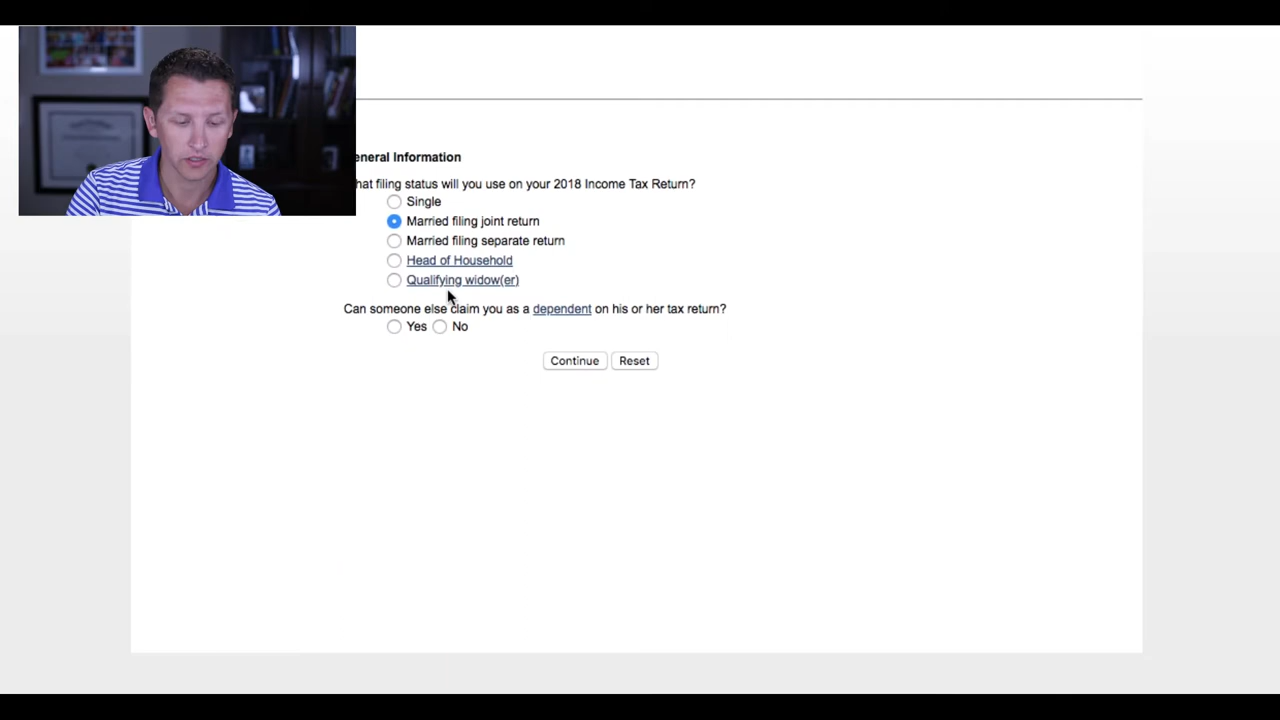 eneral Information
hat filing status will you use on your 2018 Income Tax Return?
Single
Married filing joint return
Married filing separate return
Head of Household
Qualifying widow(er)
Can someone else claim you as a dependent on his or her tax return?
Yes No
Continue Reset